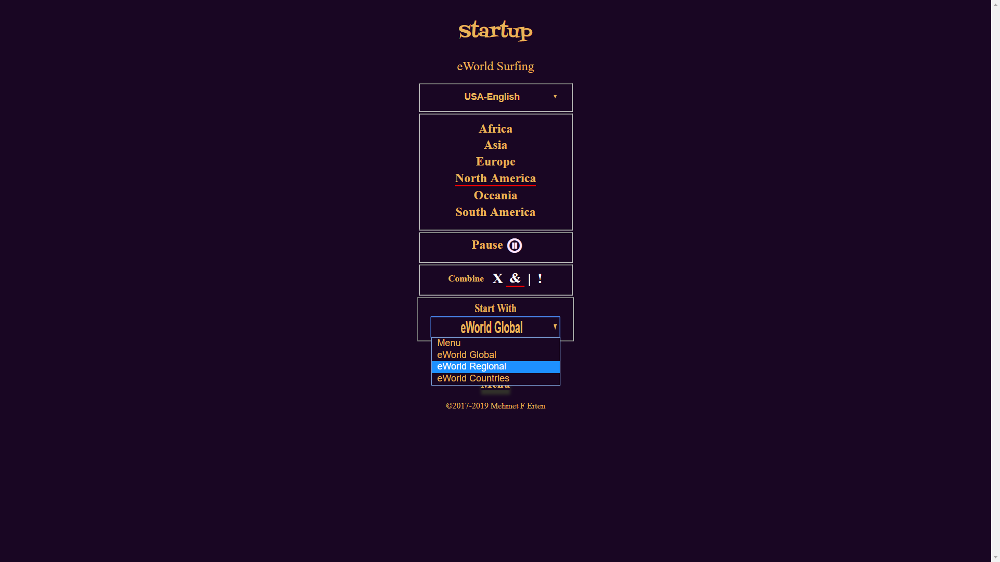 startup
eWorld Surfing
USA-English
Africa
Asia
Europe
North America
Oceania
South America
Pause
Combine X & | !
Start With
eWorld Global
Menu
eWorld Global
eWorld Regional
eWorld Countries
Menu
©2017-2019 Mehmet F Erten